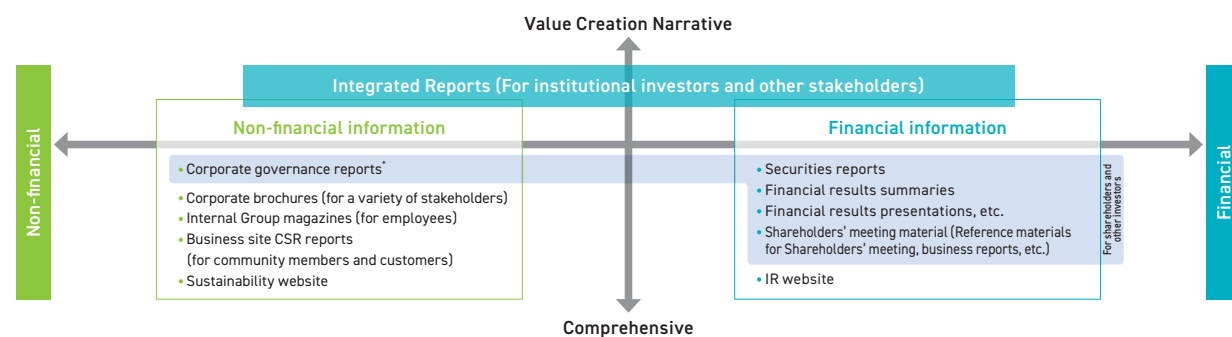 Value Creation Narrative
Integrated Reports (For institutional investors and other stakeholders)
Non-financial
Non-financial information
• Corporate governance reports*
• Corporate brochures (for a variety of stakeholders)
• Internal Group magazines (for employees)
• Business site CSR reports
(for community members and customers)
• Sustainability website
Financial information
• Securities reports
• Financial results summaries
• Financial results presentations, etc.
• Shareholders' meeting material (Reference materials
for Shareholders' meeting, business reports, etc.)
• IR website
For shareholders and
other investors
Financial
Comprehensive